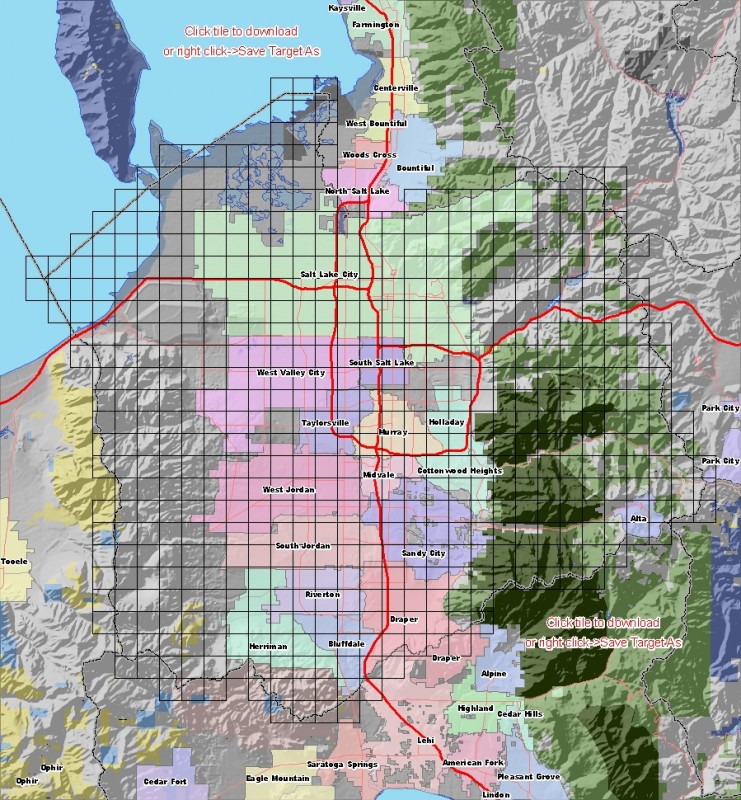 Kaysville
Farmington
Click tile to download
or right click->Save Target As
Centerville
West Bountiful
Woods Cross
Bountiful
North Salt Lake
Salt Lake City
South Salt Lake
West Valley City
Park City
Taylorsville
Holladay
Murray
Park City
Cottonwood Heights
Midvale
West Jordan
Alta
South Jordan
Sandy City
Tooele
Riverton
Draper
Click tile to download
or right click->Save Target As
Herriman
Bluffdale
Draper
Alpine
Highland
Cedar Hills
Lehi
Saratoga Springs
American Fork
Ophir
Ophir
Cedar Fort
Eagle Mountain
Pleasant Grove
Lindon